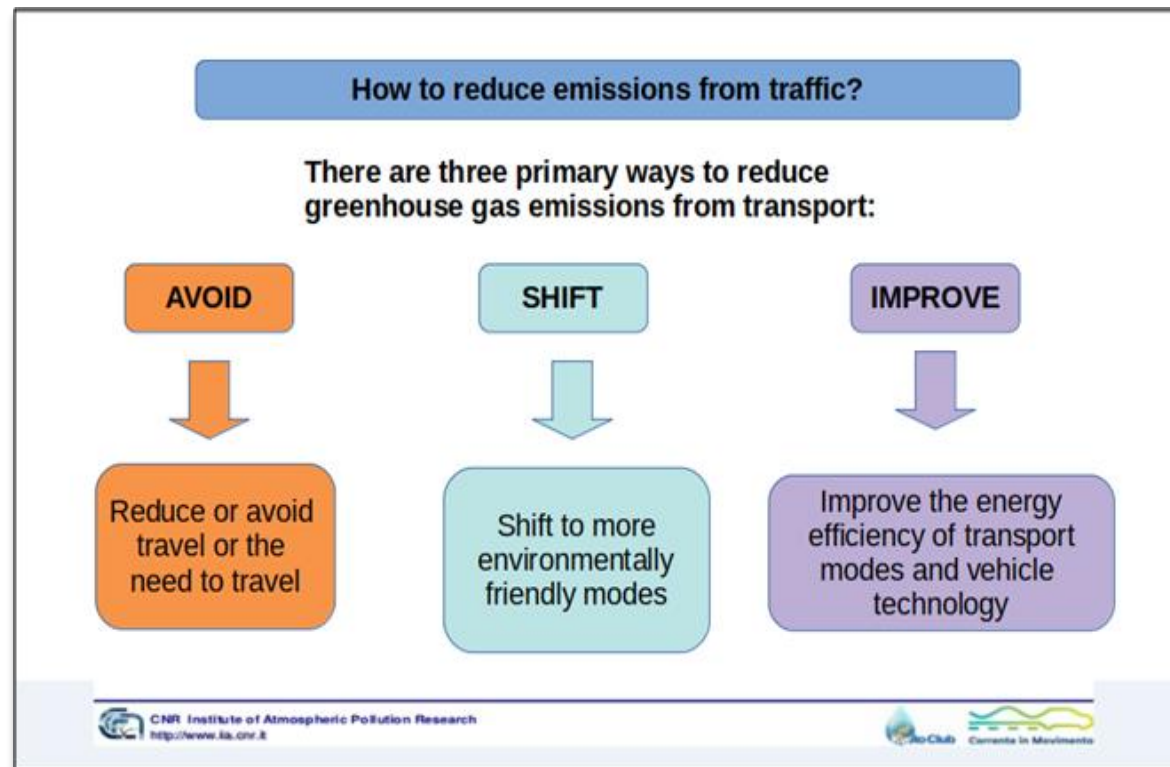 How to reduce emissions from traffic?
There are three primary ways to reduce
greenhouse gas emissions from transport:
AVOID
SHIFT
IMPROVE
Reduce or avoid
travel or the
need to travel
Shift to more
environmentally
friendly modes
Improve the energy
efficiency of transport
modes and vehicle
technology
CNR Institute of Atmospheric Pollution Research
http://www.iia.cnr.it
Club
Corrente in Movimento